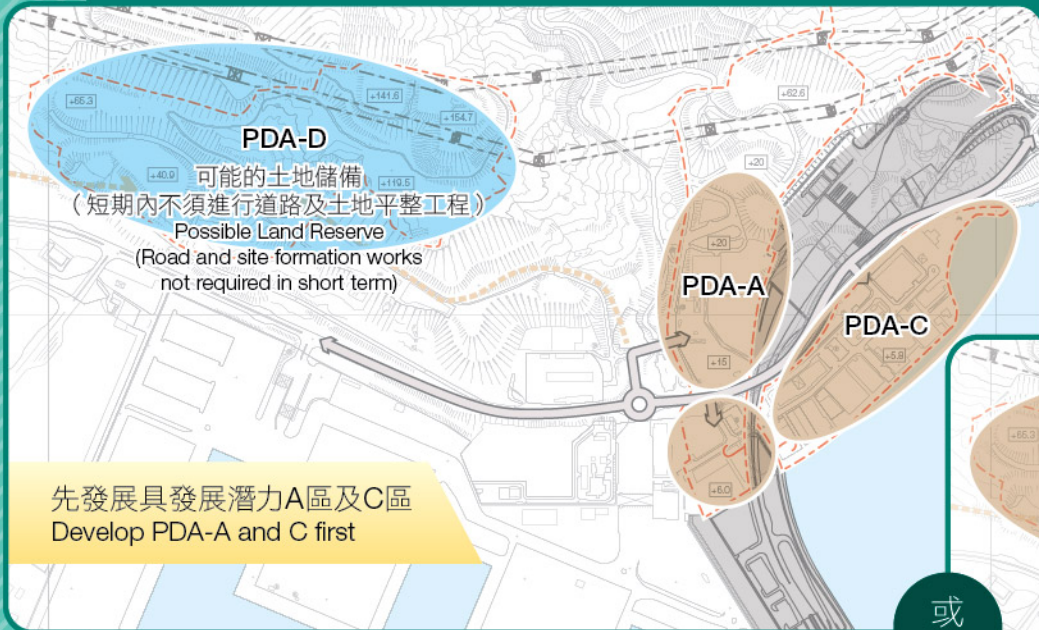 +65.3
+141.6
+154.7
PDA-D
+40.9
+119.5
可能的土地儲備
（短期內不須進行道路及土地平整工程）
Possible Land Reserve
(Road and site formation works
not required in short term)
+62.6
+20
+20
PDA-A
+15
PDA-C
+5.8
+6.0
+65.3
先發展具發展潛力A區及C區
Develop PDA-A and C first
或